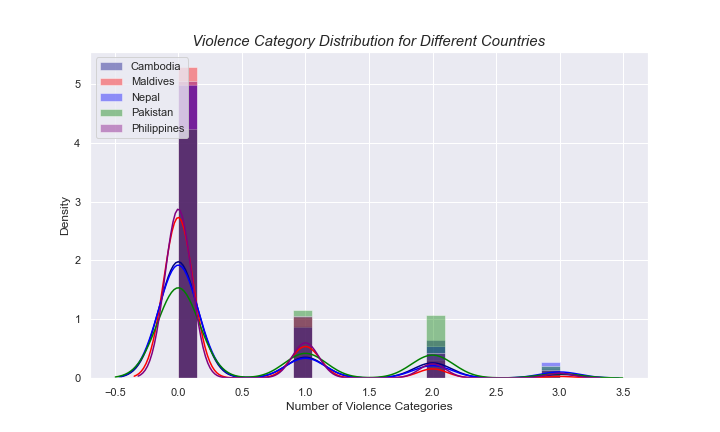 Violence Category Distribution for Different Countries
Cambodia
Maldives
Nepal
Pakistan
Philippines
5
4
3
2
1
0
Density
−0.5 0.0 0.5 1.0 1.5 2.0 2.5 3.0 3.5
Number of Violence Categories